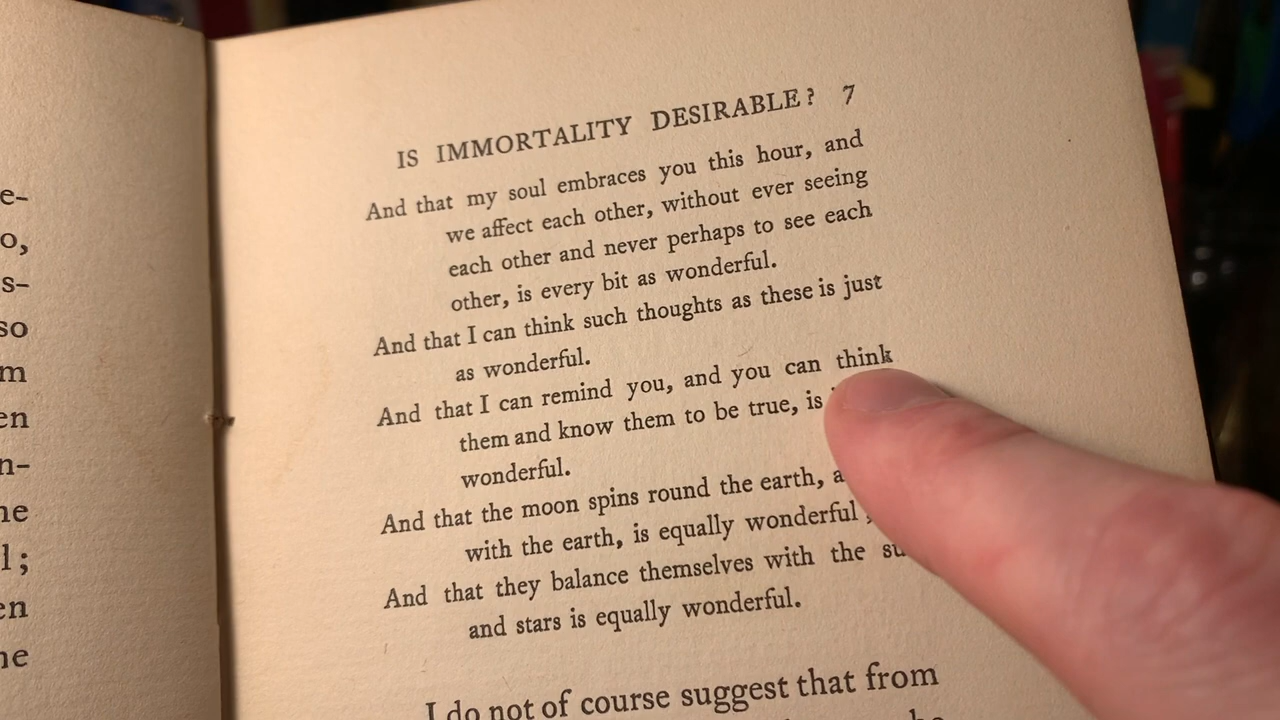 e-
o,
s-
so
m
en
n-
ne
l;
en
ne
IS IMMORTALITY DESIRABLE? 7
And that my soul embraces you this hour, and
we affect each other, without ever seeing
each other and never perhaps to see each
other, is every bit as wonderful.
And that I can think such thoughts as these is just
as wonderful.
And that I can remind you, and you can think
them and know them to be true, is
wonderful.
And that the moon spins round the earth,
with the earth, is equally wonderful
And that they balance themselves with the
and stars is equally wonderful.
I do not of course suggest that from